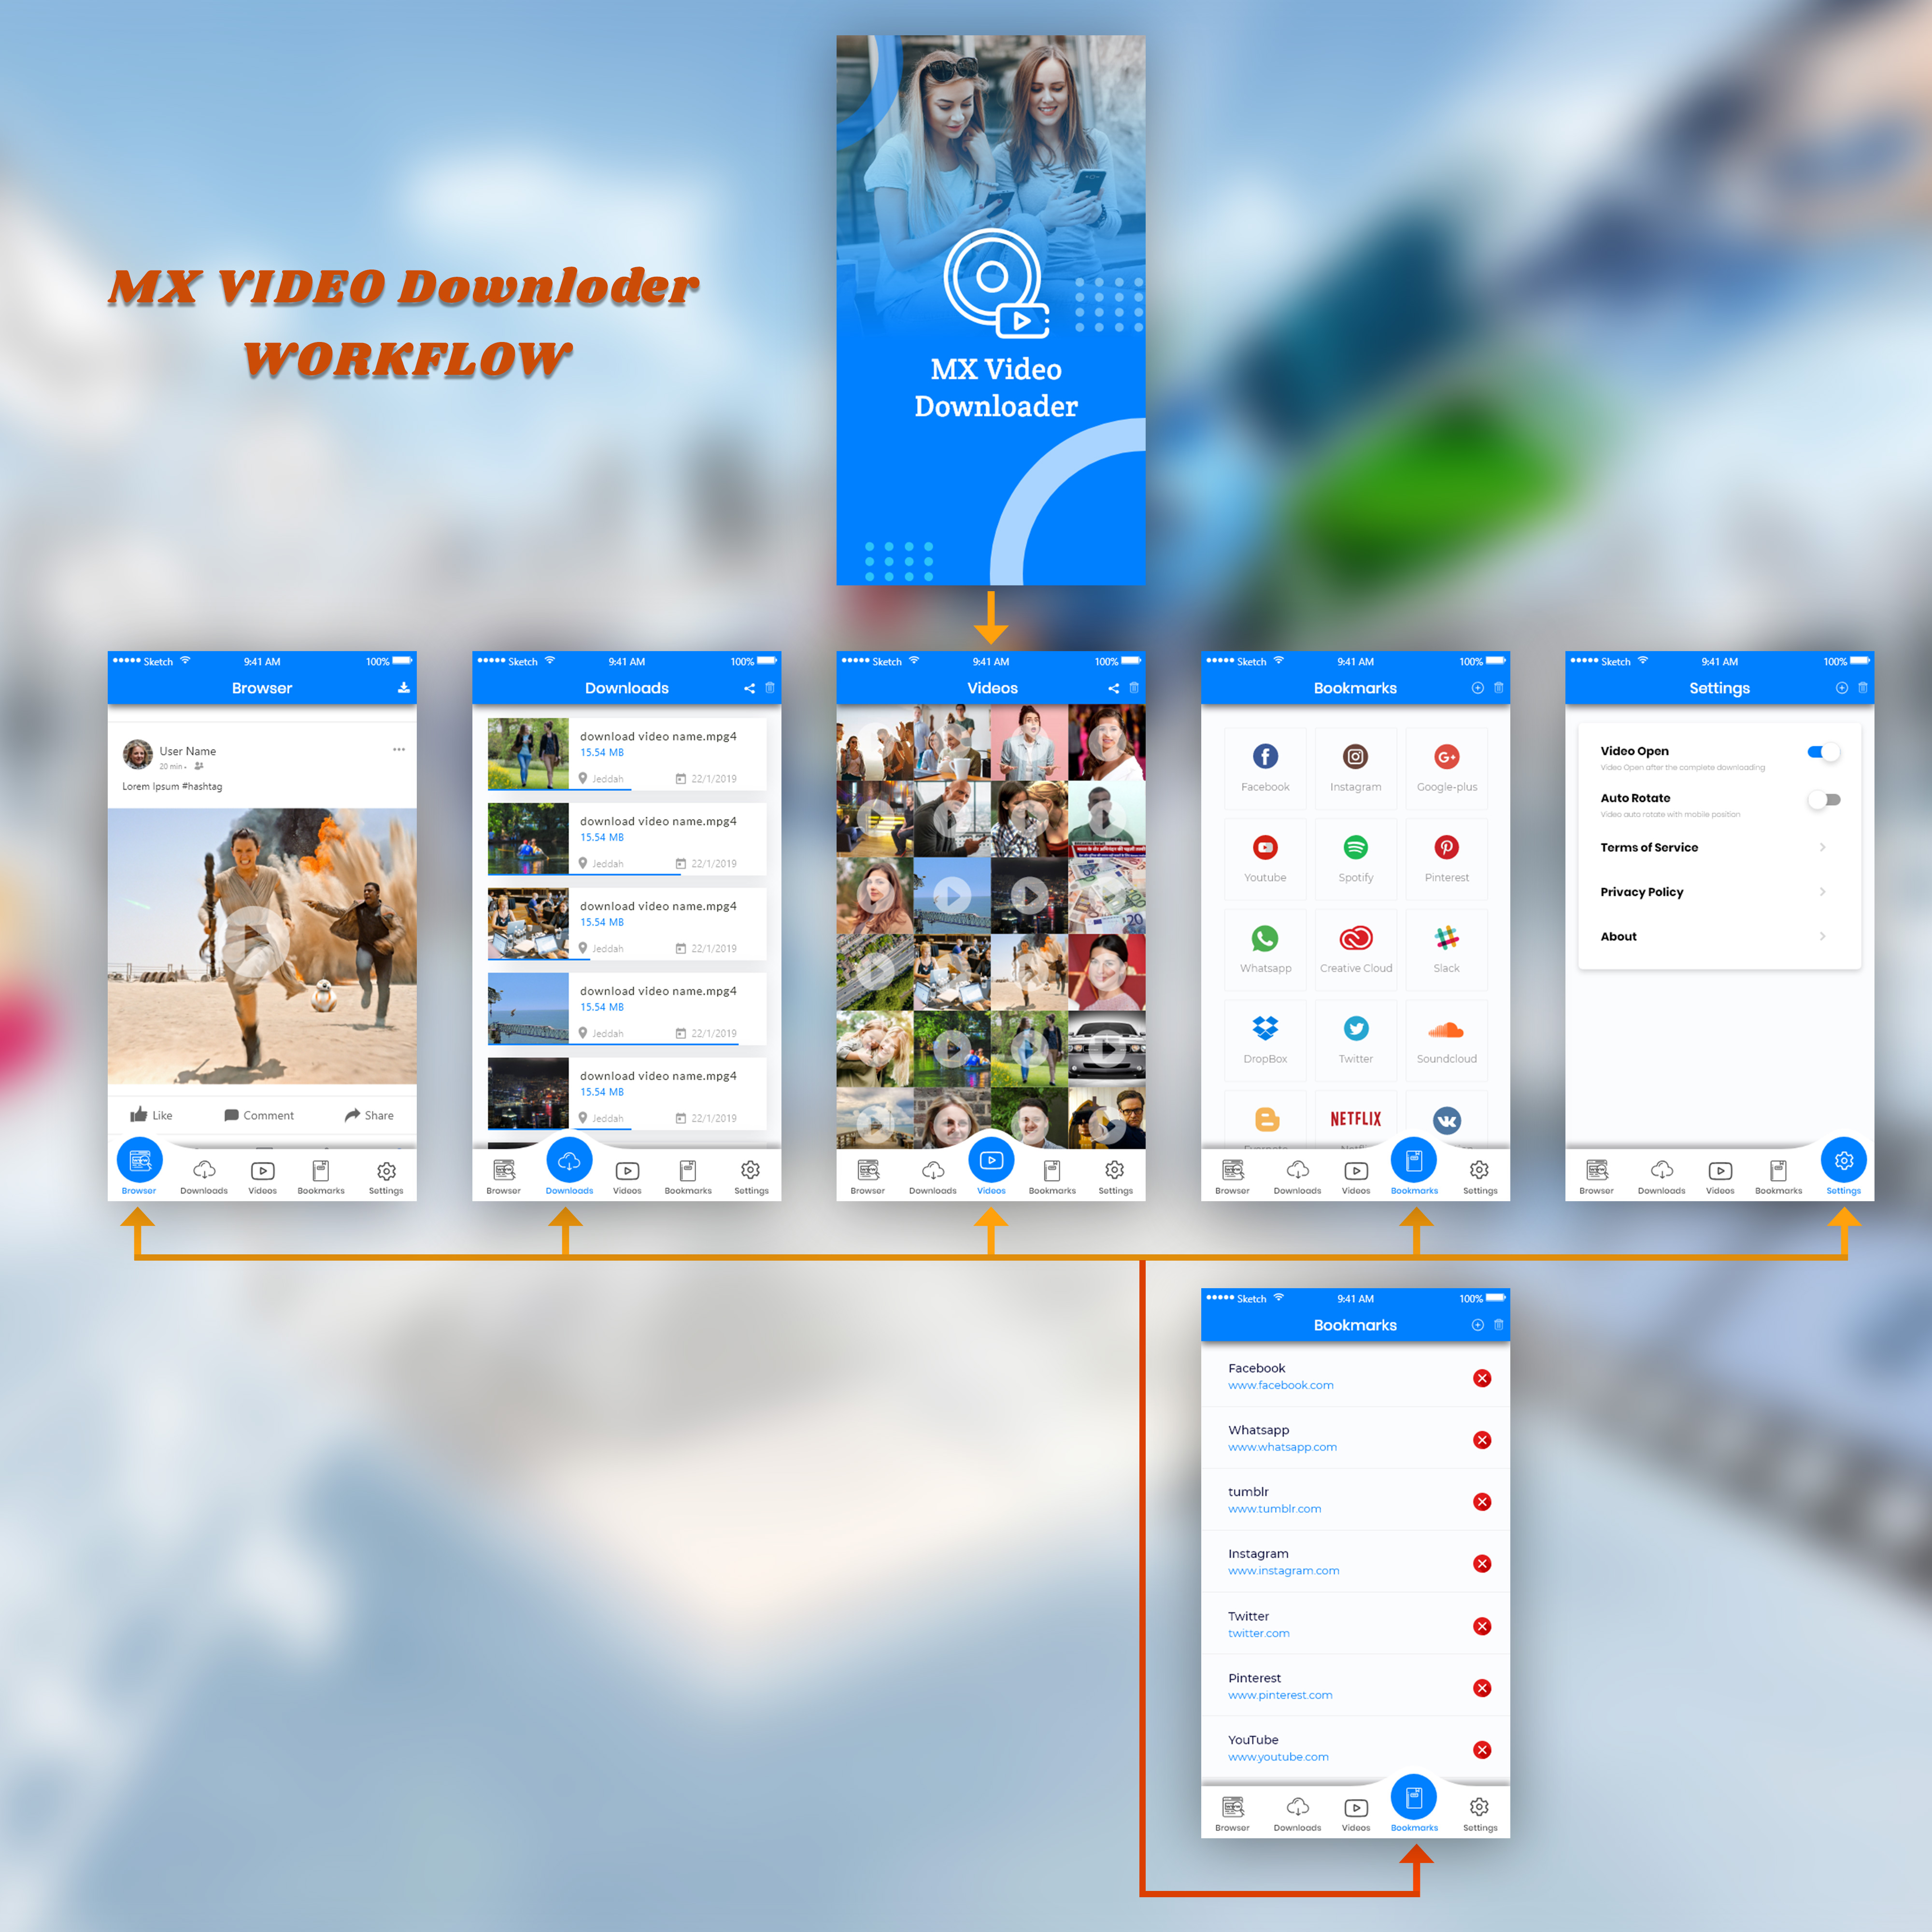 MX VIDEO Downloder
WORKFLOW
MX Video
Downloader
Sketch 9:41 AM 100%
Browser
User Name
20 min
Lorem Ipsum #hashtag
Like Comment Share
Browser Downloads Videos Bookmarks Settings
Sketch 9:41 AM 100%
Downloads
download video name.mpg4
15.54 MB
Jeddah 22/1/2019
download video name.mpg4
15.54 MB
Jeddah 22/1/2019
download video name.mpg4
15.54 MB
Jeddah 22/1/2019
download video name.mpg4
15.54 MB
Jeddah 22/1/2019
download video name.mpg4
15.54 MB
Jeddah 22/1/2019
Browser Downloads Videos Bookmarks Settings
Sketch 9:41 AM 100%
Videos
Browser Downloads Videos Bookmarks Settings
Sketch 9:41 AM 100%
Bookmarks
Facebook Instagram Google-plus
Youtube Spotify Pinterest
Whatsapp Creative Cloud Slack
DropBox Twitter Soundcloud
NETFLIX
Browser Downloads Videos Bookmarks Settings
Sketch 9:41 AM 100%
Settings
Video Open
Video Open after the complete downloading
Auto Rotate
Video auto rotate with mobile position
Terms of Service
Privacy Policy
About
Browser Downloads Videos Bookmarks Settings
Sketch 9:41 AM 100%
Bookmarks
Facebook
www.facebook.com
Whatsapp
www.whatsapp.com
tumblr
www.tumblr.com
Instagram
www.instagram.com
Twitter
twitter.com
Pinterest
www.pinterest.com
YouTube
www.youtube.com
Browser Downloads Videos Bookmarks Settings